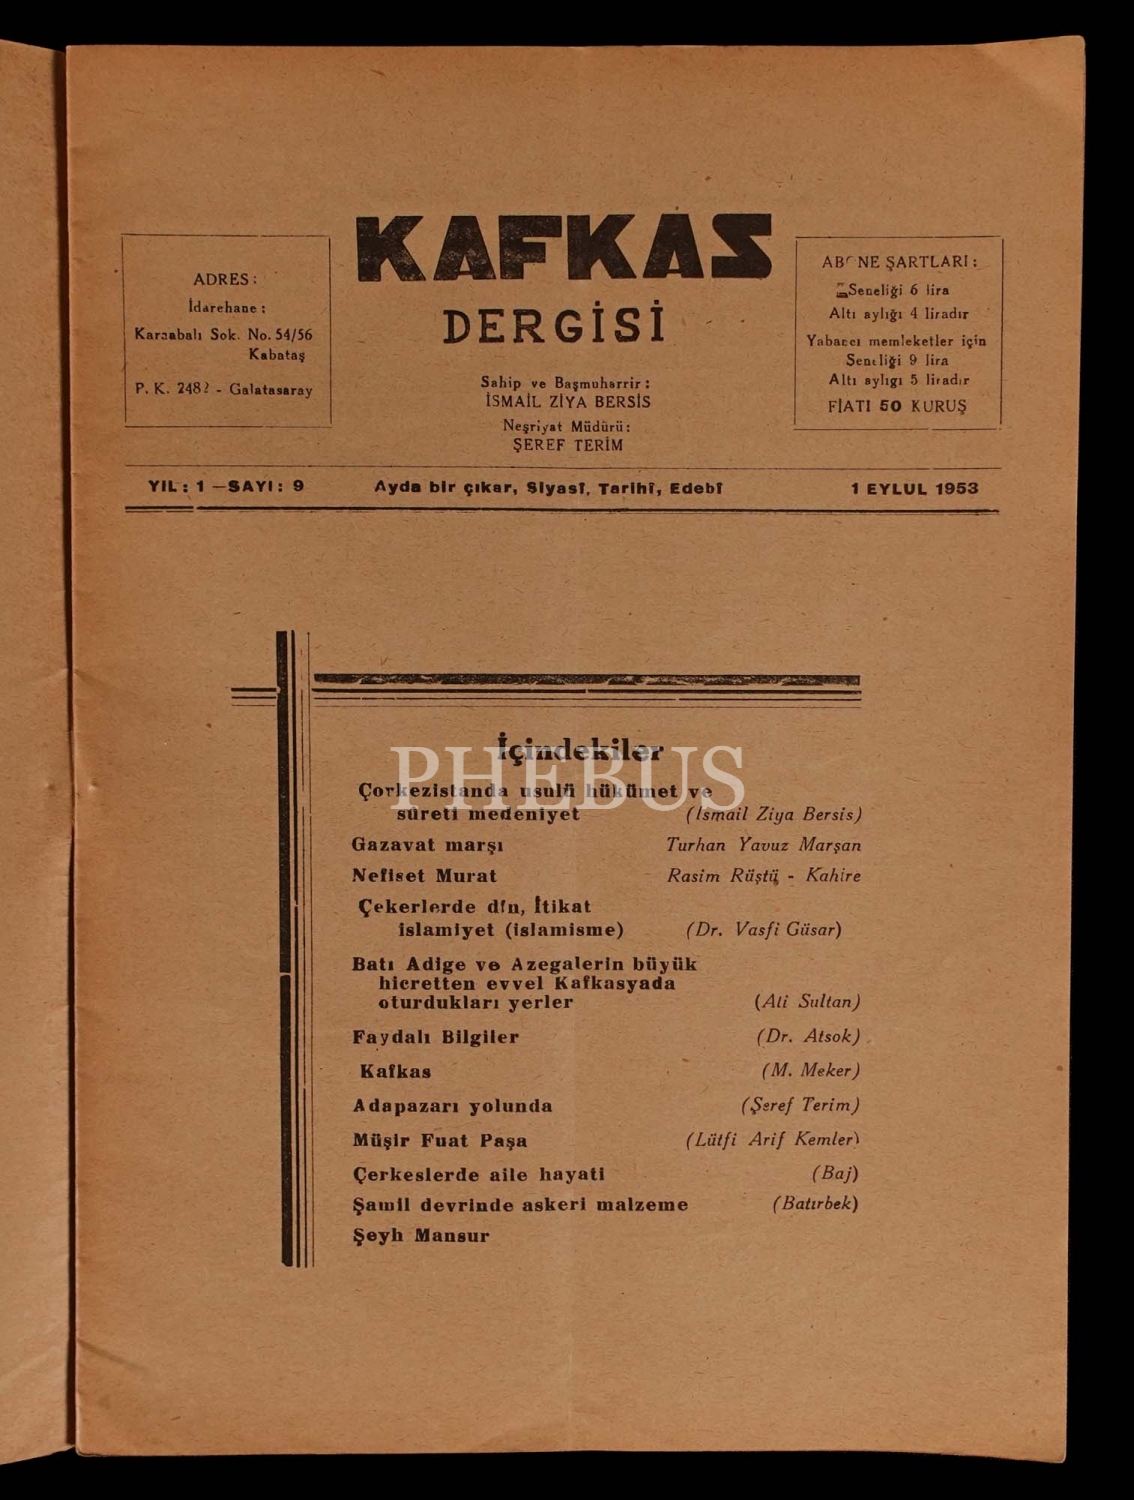 KAFKAS
DERGİSİ
ADRES:
İdarehane:
Karaabalı Sok. No. 54/56
Kabataş
P. K. 2482 - Galatasaray
Sahip ve Başmuharrir:
İSMAİL ZİYA BERSİS
Neşriyat Müdürü:
ŞEREF TERİM
ABONE ŞARTLARI:
Seneliği 6 lira
Altı aylığı 4 liradır
Yabancı memleketler için
Seneliği 9 lira
Altı aylıgı 5 liradır
FİATI 50 KURUŞ
YIL: 1 — SAYI: 9 Ayda bir çıkar, Siyasî, Tarihî, Edebî 1 EYLUL 1953
İçindekiler
PHEBUS
Çorkezistanda usulü hükümet ve
sûreti medeniyet (İsmail Ziya Bersis)
Gazavat marşı Turhan Yavuz Marşan
Nefiset Murat Rasim Rüştü - Kahire
Çekerlerde dîn, İtikat
islamiyet (islamisme) (Dr. Vasfi Güsar)
Batı Adige ve Azegalerin büyük
hicretten evvel Kafkasyada
oturdukları yerler (Ali Sultan)
Faydalı Bilgiler (Dr. Atsok)
Kafkas (M. Meker)
Adapazarı yolunda (Şeref Terim)
Müşir Fuat Paşa (Lütfi Arif Kemler)
Çerkeslerde aile hayati (Baj)
Şamil devrinde askeri malzeme (Batırbek)
Şeyh Mansur